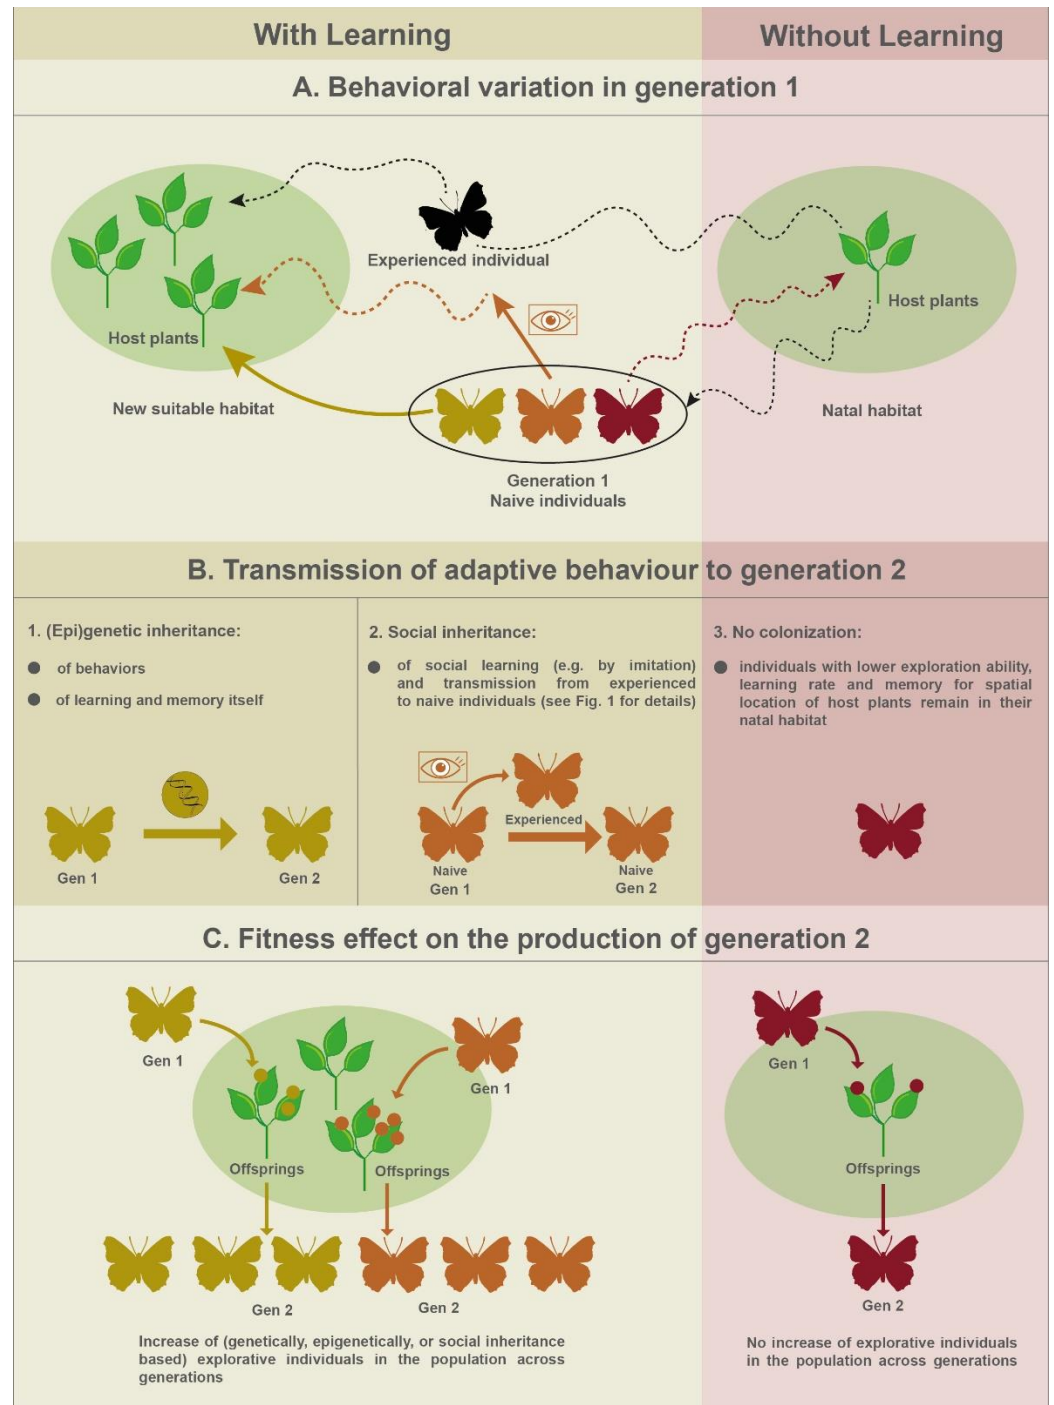 With Learning
Without Learning
A. Behavioral variation in generation 1
Experienced individual
Host plants
Host plants
New suitable habitat
Natal habitat
Generation 1
Naive individuals
B. Transmission of adaptive behaviour to generation 2
1. (Epi)genetic inheritance:
of behaviors
of learning and memory itself
Gen 1
Gen 2
2. Social inheritance:
of social learning (e.g. by imitation)
and transmission from experienced
to naive individuals (see Fig. 1 for details)
Experienced
Naive
Gen 1
Naive
Gen 2
3. No colonization:
individuals with lower exploration ability,
learning rate and memory for spatial
location of host plants remain in their
natal habitat
C. Fitness effect on the production of generation 2
Gen 1
Gen 1
Offsprings
Offsprings
Gen 2
Gen 2
Increase of (genetically, epigenetically, or social inheritance
based) explorative individuals in the population across
generations
Gen 1
Offsprings
Gen 2
No increase of explorative individuals
in the population across generations